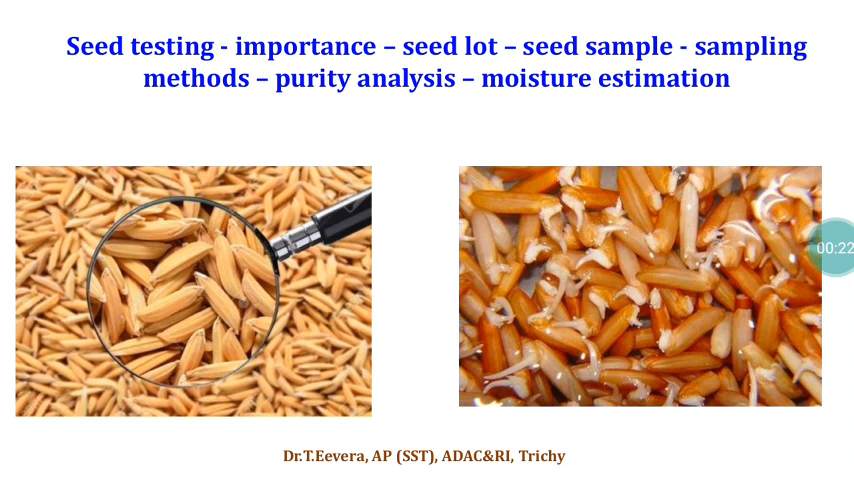 Seed testing - importance – seed lot – seed sample - sampling
methods – purity analysis – moisture estimation
00:22
Dr.T.Eevera, AP (SST), ADAC&RI, Trichy